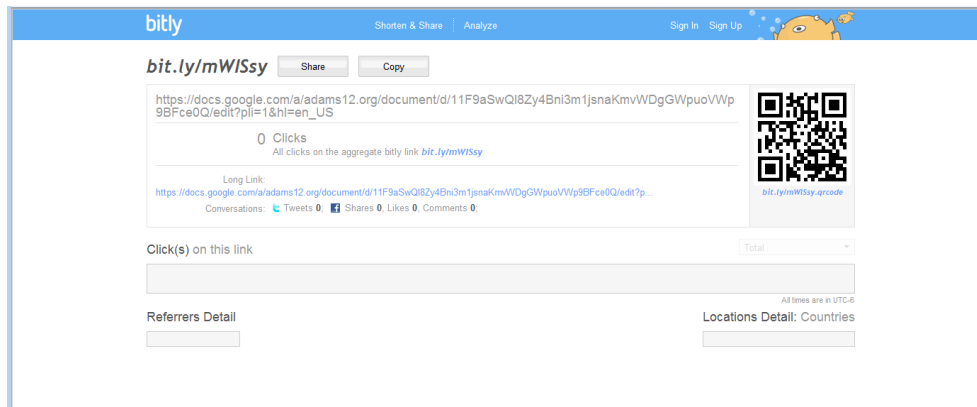 bitly
Shorten & Share Analyze
Sign In Sign Up
bit.ly/mWISsy Share Copy
https://docs.google.com/a/adams12.org/document/d/11F9aSwQl8Zy4Bni3m1jsnaKmvWDgGWpuoVWp
9BFce0Q/edit?pli=1&hl=en_US
0 Clicks
All clicks on the aggregate bitly link bit.ly/mWISsy
Long Link:
https://docs.google.com/a/adams12.org/document/d/11F9aSwQl8Zy4Bni3m1jsnaKmvWDgGWpuoVWp9BFce0Q/edit?p...
Conversations: Tweets 0; Shares 0, Likes 0, Comments 0;
bit.ly/mWISsy.qrcode
Click(s) on this link
Total
All times are in UTC-6
Referrers Detail
Locations Detail: Countries